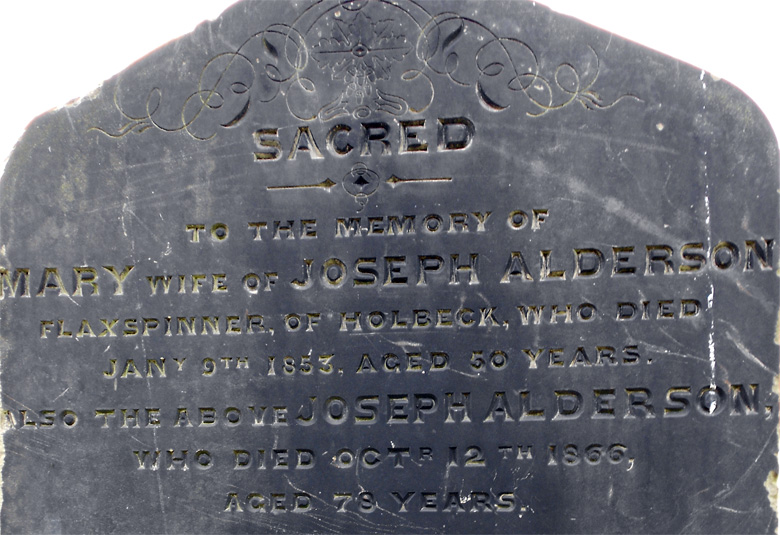 SACRED
TO THE MEMORY OF
MARY WIFE OF JOSEPH ALDERSON
FLAXSPINNER, OF HOLBECK, WHO DIED
JANY 9TH 1853, AGED 50 YEARS.
ALSO THE ABOVE JOSEPH ALDERSON,
WHO DIED OCTR 12TH 1866,
AGED 78 YEARS.